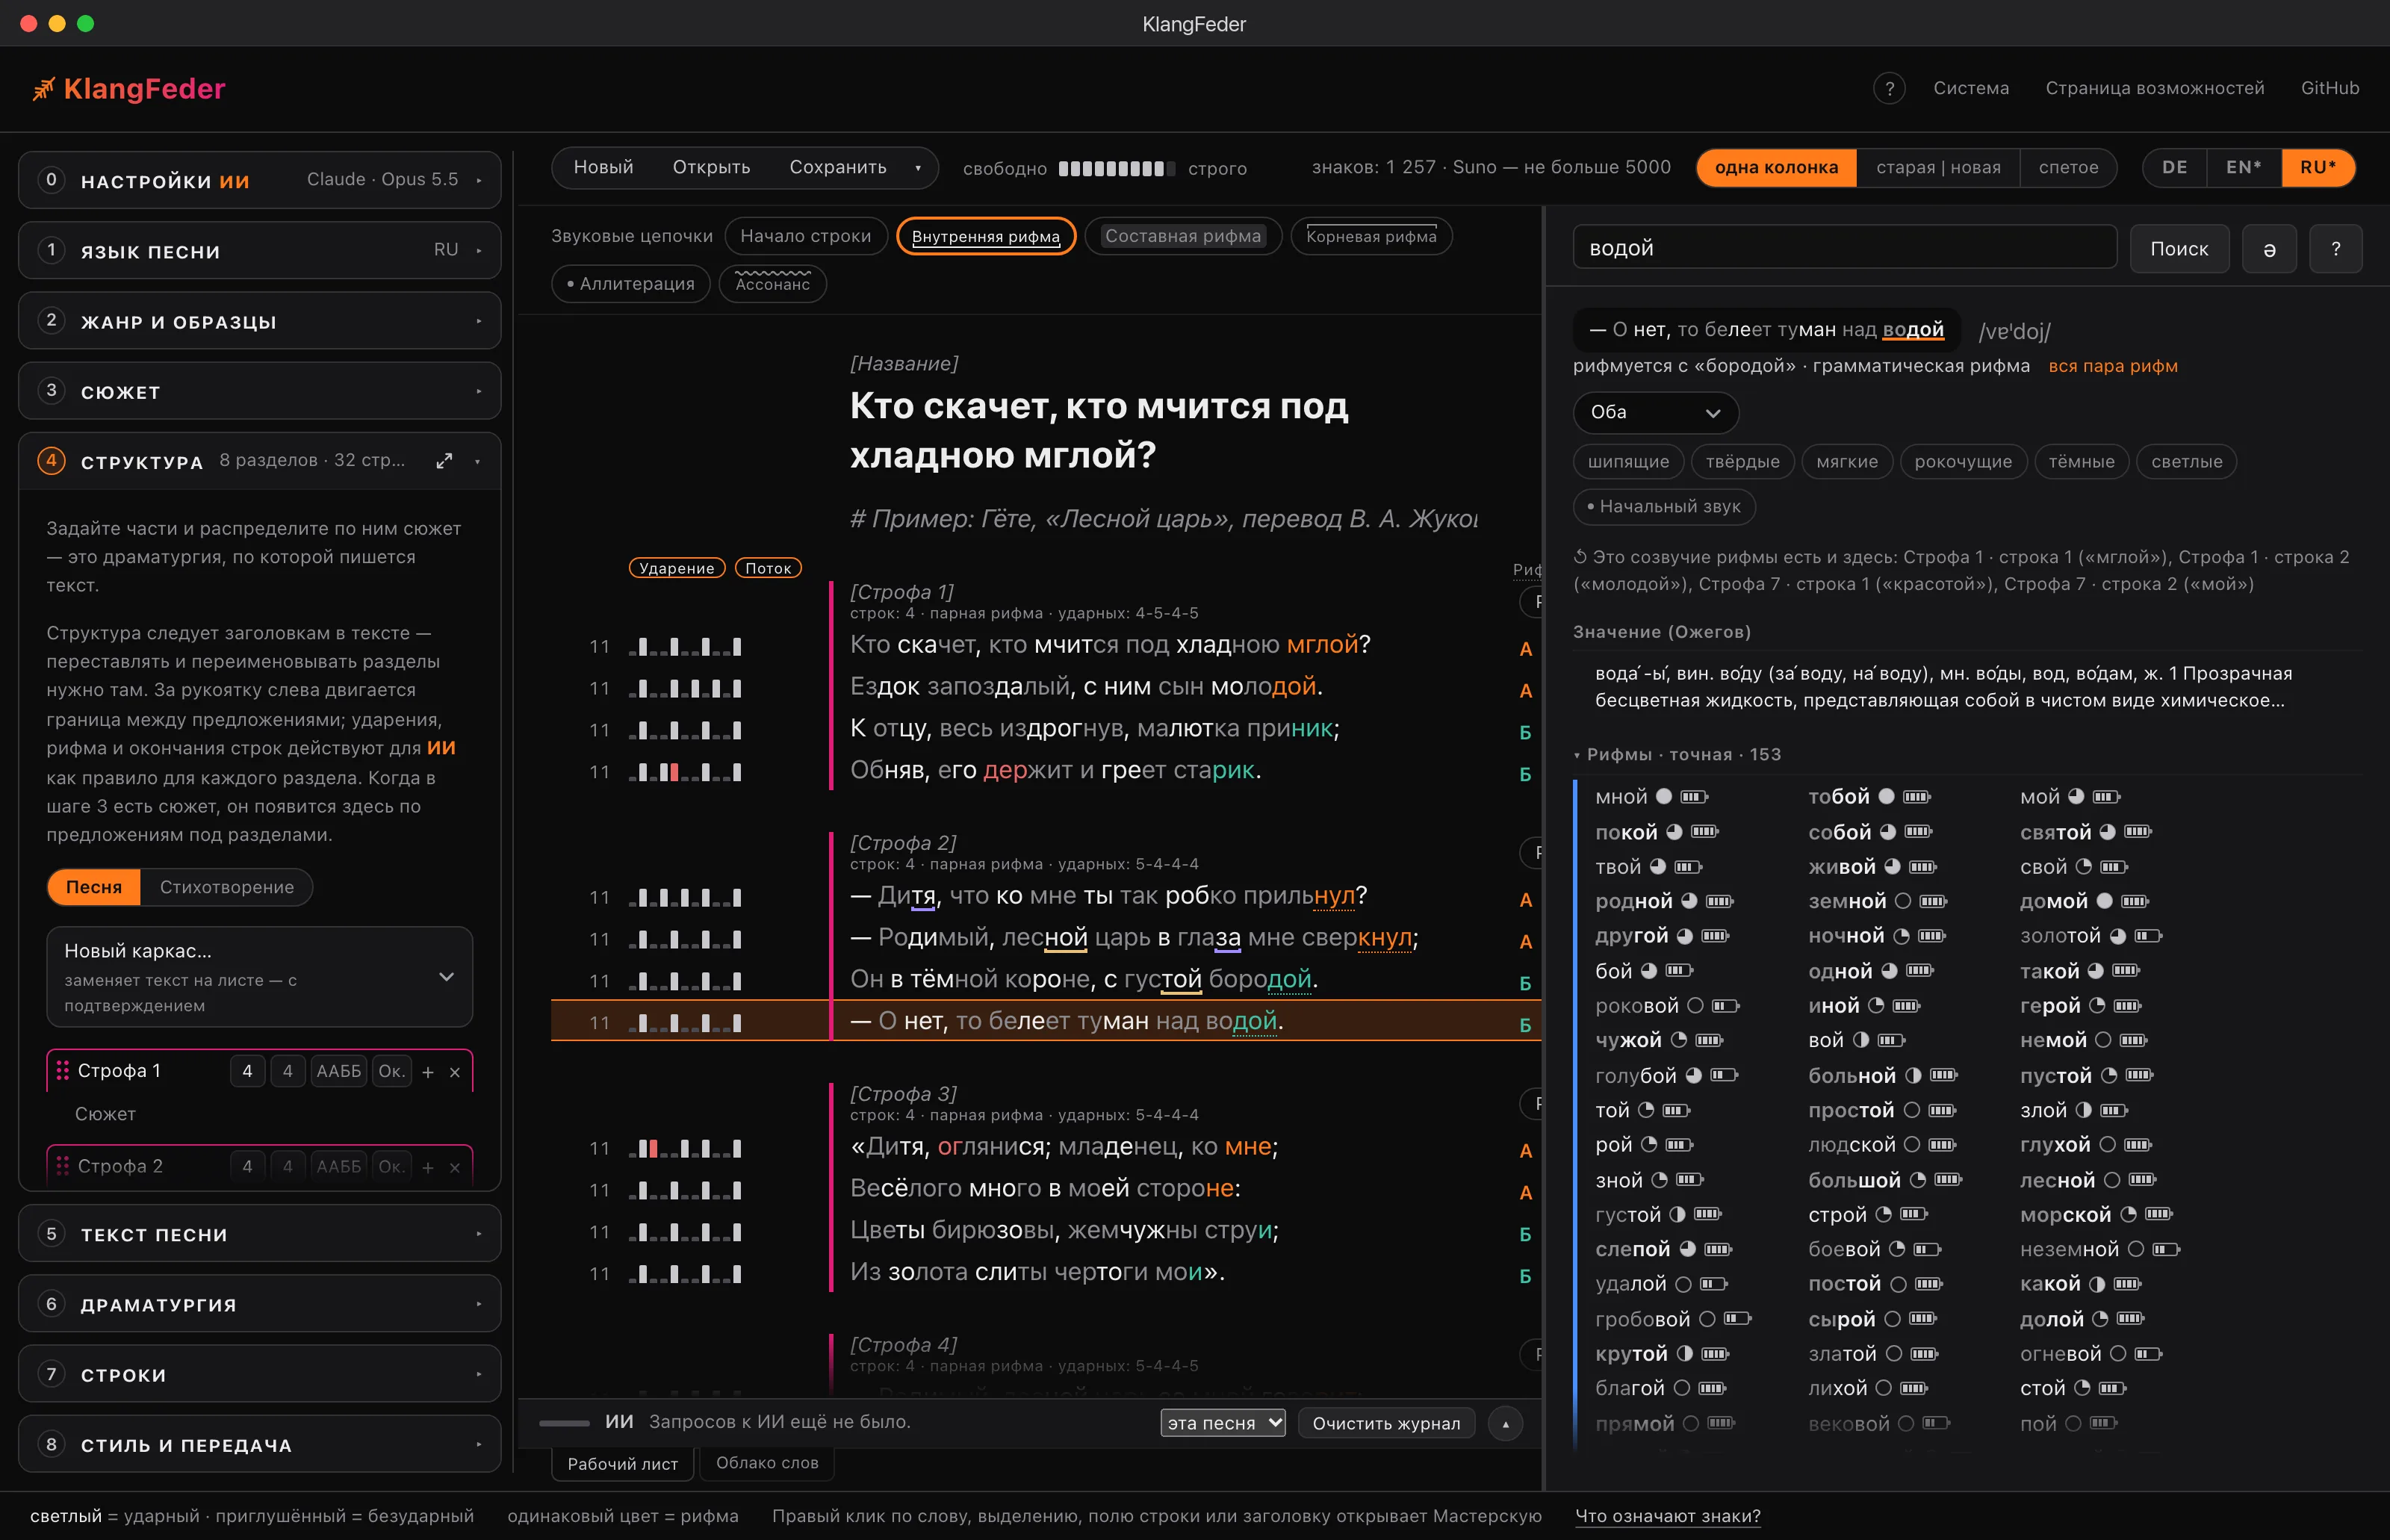 KlangFeder
KlangFeder
? Система Страница возможностей GitHub
0 НАСТРОЙКИ ИИ Claude · Opus 5.5
1 ЯЗЫК ПЕСНИ RU
2 ЖАНР И ОБРАЗЦЫ
3 СЮЖЕТ
4 СТРУКТУРА 8 разделов · 32 стр...
Задайте части и распределите по ним сюжет
— это драматургия, по которой пишется
текст.
Структура следует заголовкам в тексте —
переставлять и переименовывать разделы
нужно там. За рукоятку слева двигается
граница между предложениями; ударения,
рифма и окончания строк действуют для ИИ
как правило для каждого раздела. Когда в
шаге 3 есть сюжет, он появится здесь по
предложениям под разделами.
Песня Стихотворение
Новый каркас...
заменяет текст на листе — с
подтверждением
Строфа 1 4 4 ААББ Ок. + ×
Сюжет
Строфа 2 4 4 ААББ Ок. + ×
5 ТЕКСТ ПЕСНИ
6 ДРАМАТУРГИЯ
7 СТРОКИ
8 СТИЛЬ И ПЕРЕДАЧА
Новый Открыть Сохранить
свободно строго
знаков: 1 257 · Suno — не больше 5000
одна колонка старая | новая спетое
DE EN* RU*
Звуковые цепочки Начало строки Внутренняя рифма Составная рифма Корневая рифма
• Аллитерация Ассонанс
[Название]
Кто скачет, кто мчится под
хладною мглой?
# Пример: Гёте, «Лесной царь», перевод В. А. Жуков
Ударение Поток Риф
[Строфа 1]
строк: 4 · парная рифма · ударных: 4-5-4-5
11 Кто скачет, кто мчится под хладною мглой? А
11 Ездок запоздалый, с ним сын молодой. А
11 К отцу, весь издрогнув, малютка приник; Б
11 Обняв, его держит и греет старик. Б
[Строфа 2]
строк: 4 · парная рифма · ударных: 5-4-4-4
11 — Дитя, что ко мне ты так робко прильнул? А
11 — Родимый, лесной царь в глаза мне сверкнул; А
11 Он в тёмной короне, с густой бородой. Б
11 — О нет, то белеет туман над водой. Б
[Строфа 3]
строк: 4 · парная рифма · ударных: 5-4-4-4
11 «Дитя, оглянися; младенец, ко мне; А
11 Весёлого много в моей стороне: А
11 Цветы бирюзовы, жемчужны струи; Б
11 Из золота слиты чертоги мои». Б
[Строфа 4]
строк: 4 · парная рифма · ударных: 5-4-4-5
ИИ Запросов к ИИ ещё не было. эта песня Очистить журнал
Рабочий лист Облако слов
водой Поиск ə ?
— О нет, то белеет туман над водой /vɐˈdoj/
рифмуется с «бородой» · грамматическая рифма вся пара рифм
Оба
шипящие твёрдые мягкие рокочущие тёмные светлые
• Начальный звук
Это созвучие рифмы есть и здесь: Строфа 1 · строка 1 («мглой»), Строфа 1 · строка 2
(«молодой»), Строфа 7 · строка 1 («красотой»), Строфа 7 · строка 2 («мой»)
Значение (Ожегов)
вода́ -ы́, вин. во́ду (за́ воду, на́ воду), мн. во́ды, вод, во́дам, ж. 1 Прозрачная
бесцветная жидкость, представляющая собой в чистом виде химическое...
Рифмы · точная · 153
мной тобой мой
покой собой святой
твой живой свой
родной земной домой
другой ночной золотой
бой одной такой
роковой иной герой
чужой вой немой
голубой больной пустой
той простой злой
рой людской глухой
зной большой лесной
густой строй морской
слепой боевой неземной
удалой постой какой
гробовой сырой долой
крутой златой огневой
благой лихой стой
прямой вековой пой
светлый = ударный · приглушённый = безударный одинаковый цвет = рифма Правый клик по слову, выделению, полю строки или заголовку открывает Мастерскую Что означают знаки?